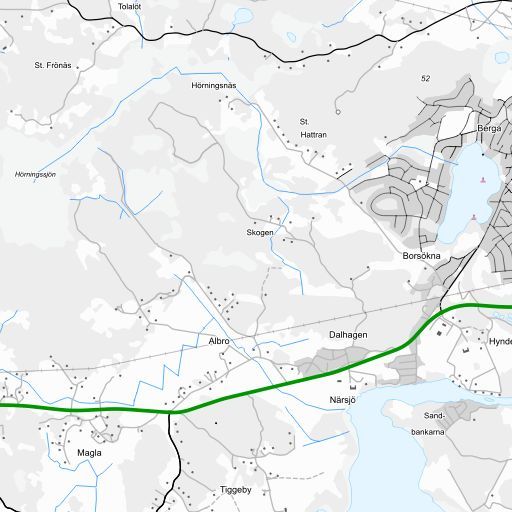 Tolalöt
St. Frönäs
Hörningsnäs
52
St.
Hattran
Berga
Hörningssjön
Skogen
Borsökna
Dalhagen
Albro
Hynde
Närsjö
Sand-
bankarna
Magla
Tiggeby